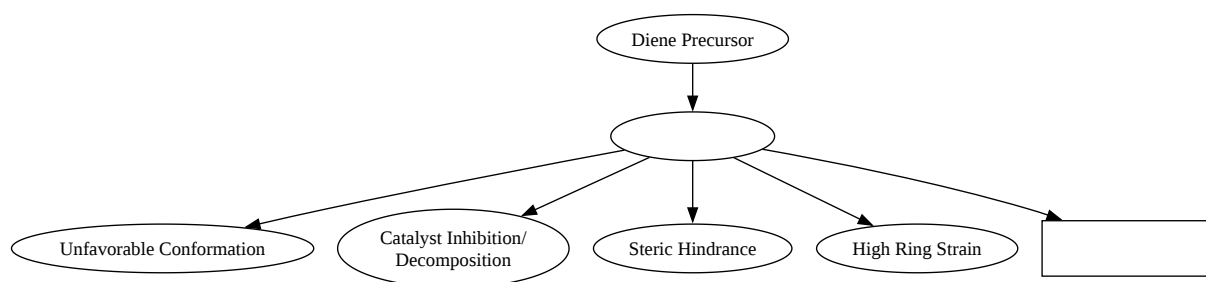 Diene Precursor
Unfavorable Conformation
Catalyst Inhibition/
Decomposition
Steric Hindrance
High Ring Strain